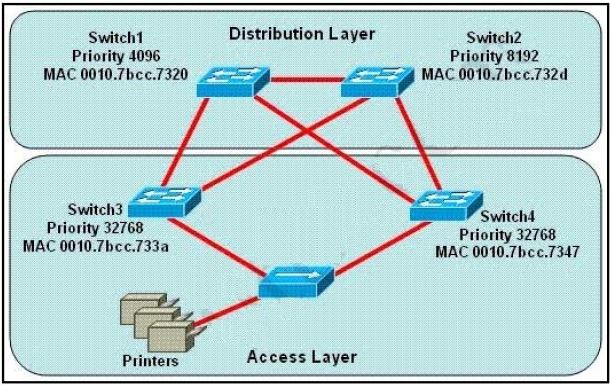 Distribution Layer
Switch1
Priority 4096
MAC 0010.7bcc.7320
Switch2
Priority 8192
MAC 0010.7bcc.732d
Switch3
Priority 32768
MAC 0010.7bcc.733a
Switch4
Priority 32768
MAC 0010.7bcc.7347
Printers
Access Layer